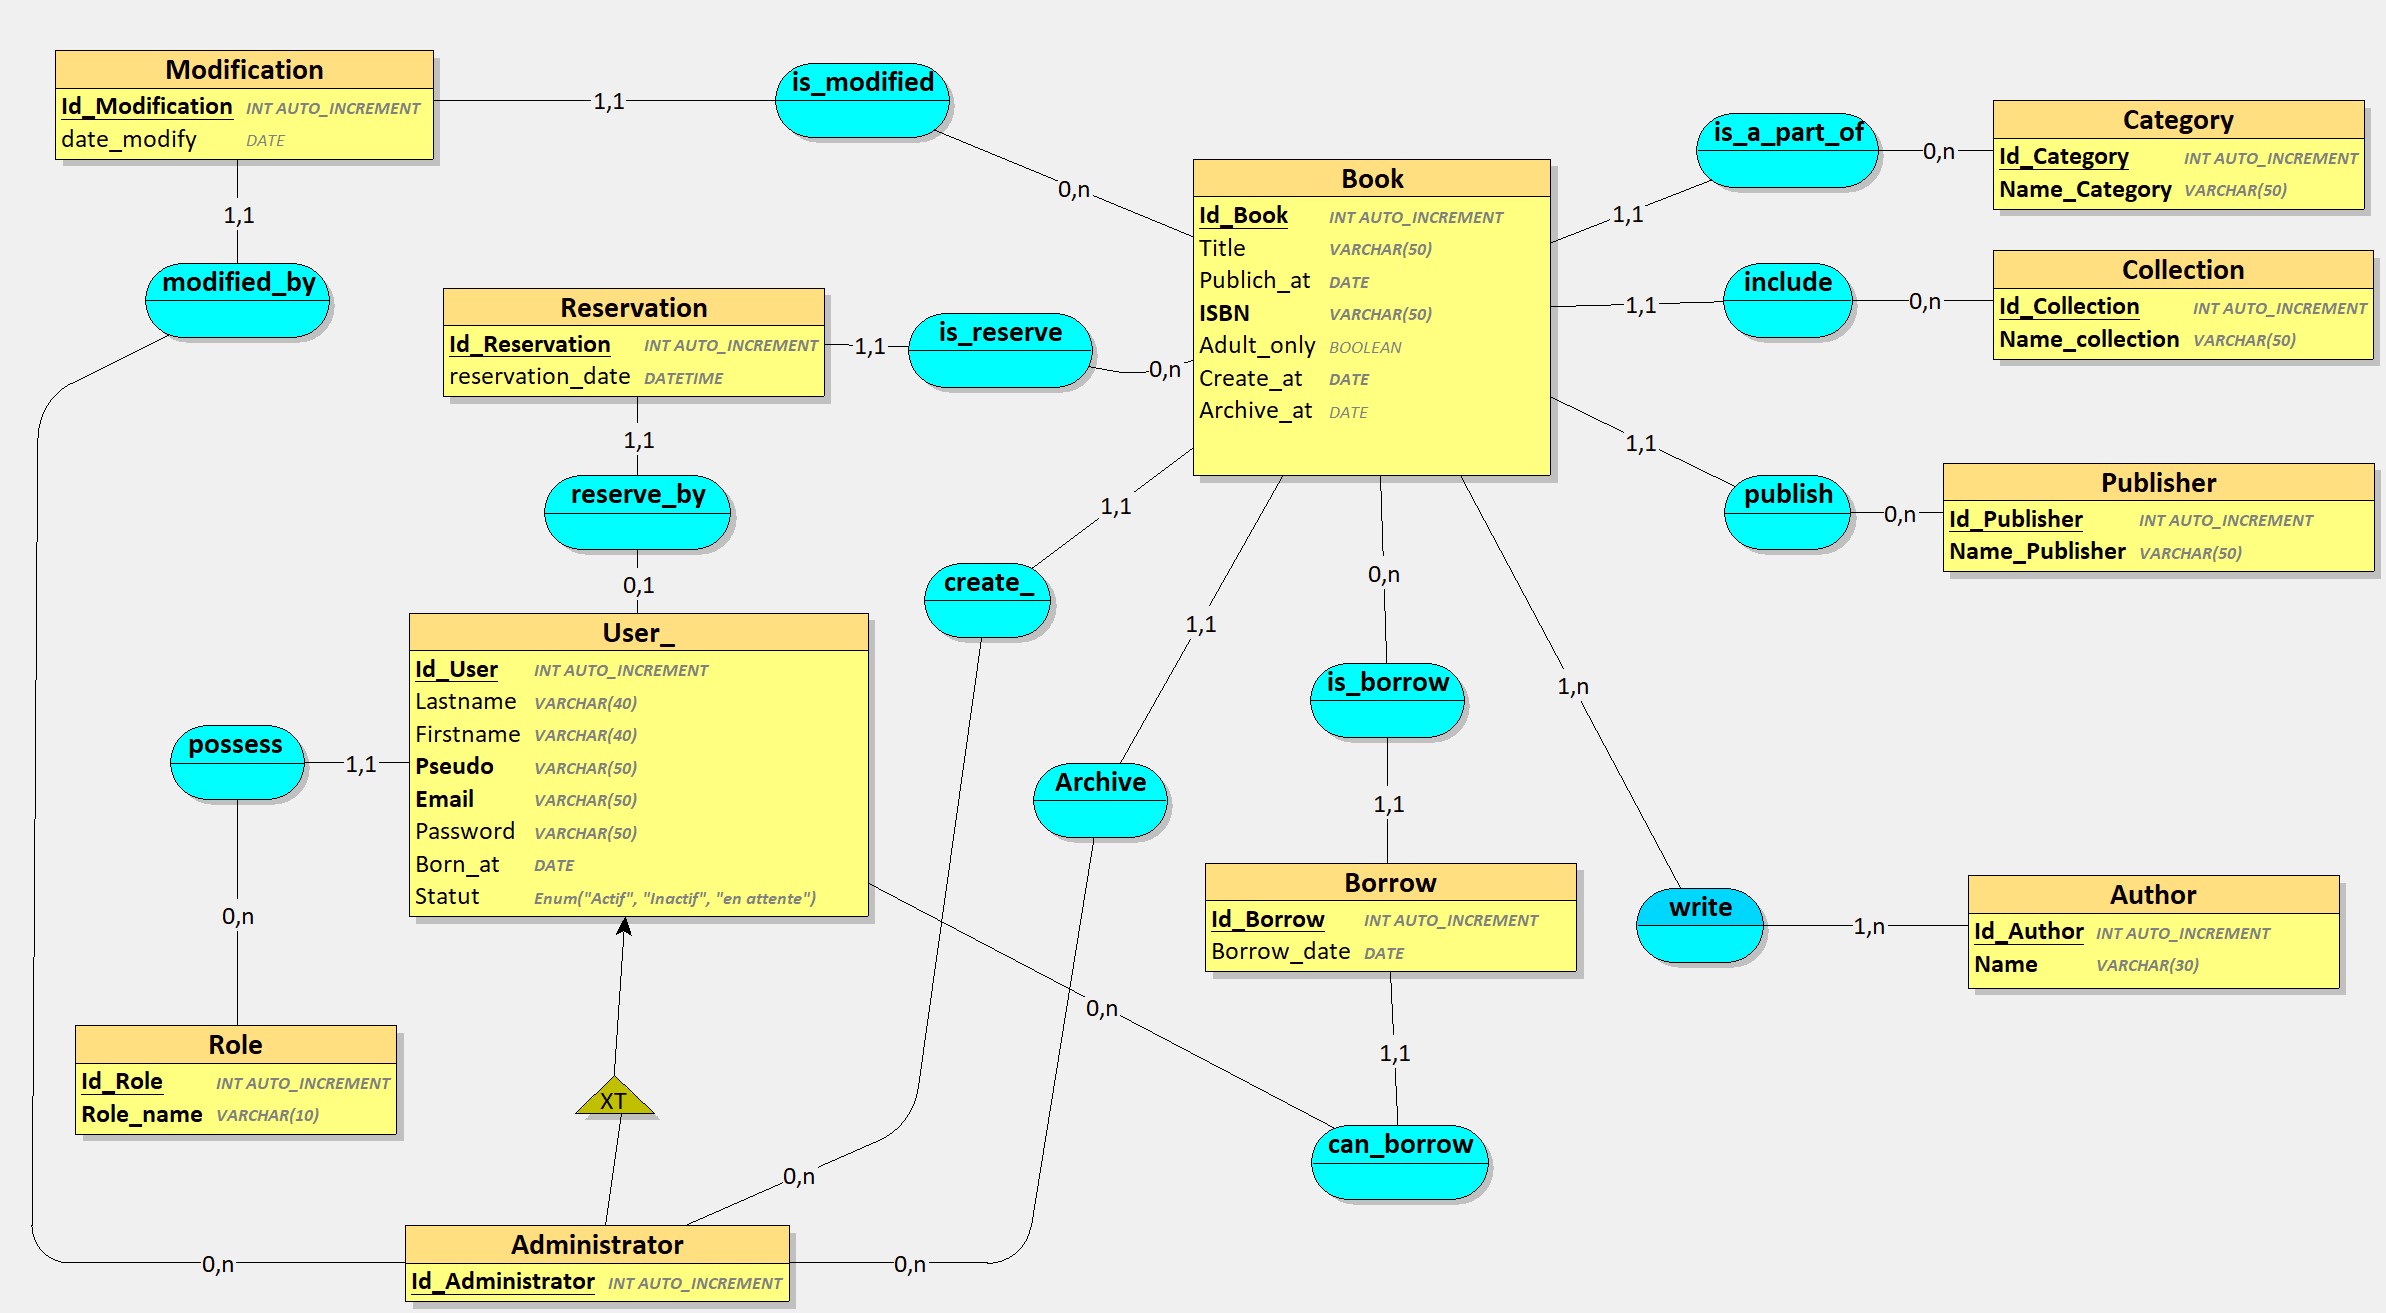 Modification
Id_Modification INT AUTO_INCREMENT
date_modify DATE
1,1
is_modified
0,n
1,1
modified_by
0,n
Reservation
Id_Reservation INT AUTO_INCREMENT
reservation_date DATETIME
1,1
is_reserve
0,n
1,1
reserve_by
0,1
Book
Id_Book INT AUTO_INCREMENT
Title VARCHAR(50)
Publich_at DATE
ISBN VARCHAR(50)
Adult_only BOOLEAN
Create_at DATE
Archive_at DATE
1,1
is_a_part_of
0,n
Category
Id_Category INT AUTO_INCREMENT
Name_Category VARCHAR(50)
1,1
include
0,n
Collection
Id_Collection INT AUTO_INCREMENT
Name_collection VARCHAR(50)
1,1
publish
0,n
Publisher
Id_Publisher INT AUTO_INCREMENT
Name_Publisher VARCHAR(50)
User_
Id_User INT AUTO_INCREMENT
Lastname VARCHAR(40)
Firstname VARCHAR(40)
Pseudo VARCHAR(50)
Email VARCHAR(50)
Password VARCHAR(50)
Born_at DATE
Statut Enum("Actif", "Inactif", "en attente")
possess
1,1
0,n
Role
Id_Role INT AUTO_INCREMENT
Role_name VARCHAR(10)
XT
1,1
create_
0,n
1,1
Archive
0,n
0,n
is_borrow
1,1
Borrow
Id_Borrow INT AUTO_INCREMENT
Borrow_date DATE
1,1
can_borrow
0,n
1,n
write
1,n
Author
Id_Author INT AUTO_INCREMENT
Name VARCHAR(30)
Administrator
Id_Administrator INT AUTO_INCREMENT